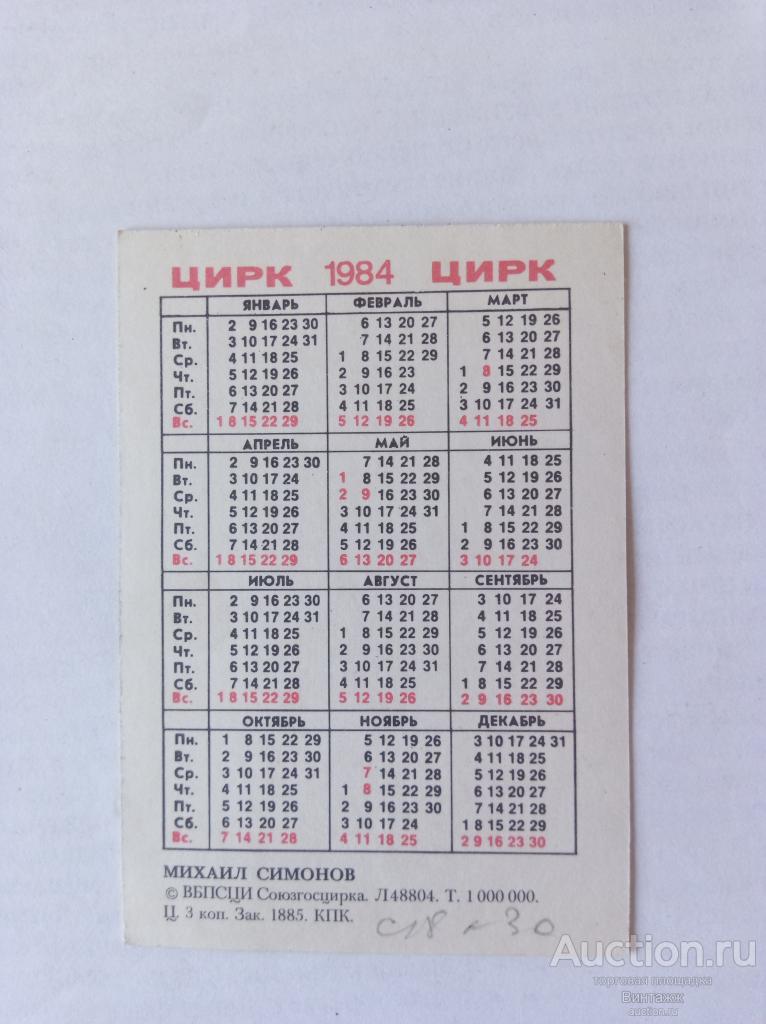 ЦИРК 1984 ЦИРК
ЯНВАРЬ ФЕВРАЛЬ МАРТ
Пн. 2 9 16 23 30 6 13 20 27 5 12 19 26
Вт. 3 10 17 24 31 7 14 21 28 6 13 20 27
Ср. 4 11 18 25 1 8 15 22 29 7 14 21 28
Чт. 5 12 19 26 2 9 16 23 1 8 15 22 29
Пт. 6 13 20 27 3 10 17 24 2 9 16 23 30
Сб. 7 14 21 28 4 11 18 25 3 10 17 24 31
Вс. 1 8 15 22 29 5 12 19 26 4 11 18 25
АПРЕЛЬ МАЙ ИЮНЬ
Пн. 2 9 16 23 30 7 14 21 28 4 11 18 25
Вт. 3 10 17 24 1 8 15 22 29 5 12 19 26
Ср. 4 11 18 25 2 9 16 23 30 6 13 20 27
Чт. 5 12 19 26 3 10 17 24 31 7 14 21 28
Пт. 6 13 20 27 4 11 18 25 1 8 15 22 29
Сб. 7 14 21 28 5 12 19 26 2 9 16 23 30
Вс. 1 8 15 22 29 6 13 20 27 3 10 17 24
ИЮЛЬ АВГУСТ СЕНТЯБРЬ
Пн. 2 9 16 23 30 6 13 20 27 3 10 17 24
Вт. 3 10 17 24 31 7 14 21 28 4 11 18 25
Ср. 4 11 18 25 1 8 15 22 29 5 12 19 26
Чт. 5 12 19 26 2 9 16 23 30 6 13 20 27
Пт. 6 13 20 27 3 10 17 24 31 7 14 21 28
Сб. 7 14 21 28 4 11 18 25 1 8 15 22 29
Вс. 1 8 15 22 29 5 12 19 26 2 9 16 23 30
ОКТЯБРЬ НОЯБРЬ ДЕКАБРЬ
Пн. 1 8 15 22 29 5 12 19 26 3 10 17 24 31
Вт. 2 9 16 23 30 6 13 20 27 4 11 18 25
Ср. 3 10 17 24 31 7 14 21 28 5 12 19 26
Чт. 4 11 18 25 1 8 15 22 29 6 13 20 27
Пт. 5 12 19 26 2 9 16 23 30 7 14 21 28
Сб. 6 13 20 27 3 10 17 24 1 8 15 22 29
Вс. 7 14 21 28 4 11 18 25 2 9 16 23 30
МИХАИЛ СИМОНОВ
© ВБПСЦИ Союзгосцирка. Л48804. Т. 1 000 000.
Ц. 3 коп. Зак. 1885. КПК.
Auction.ru
торговая площадка
Винтажж
auction.ru